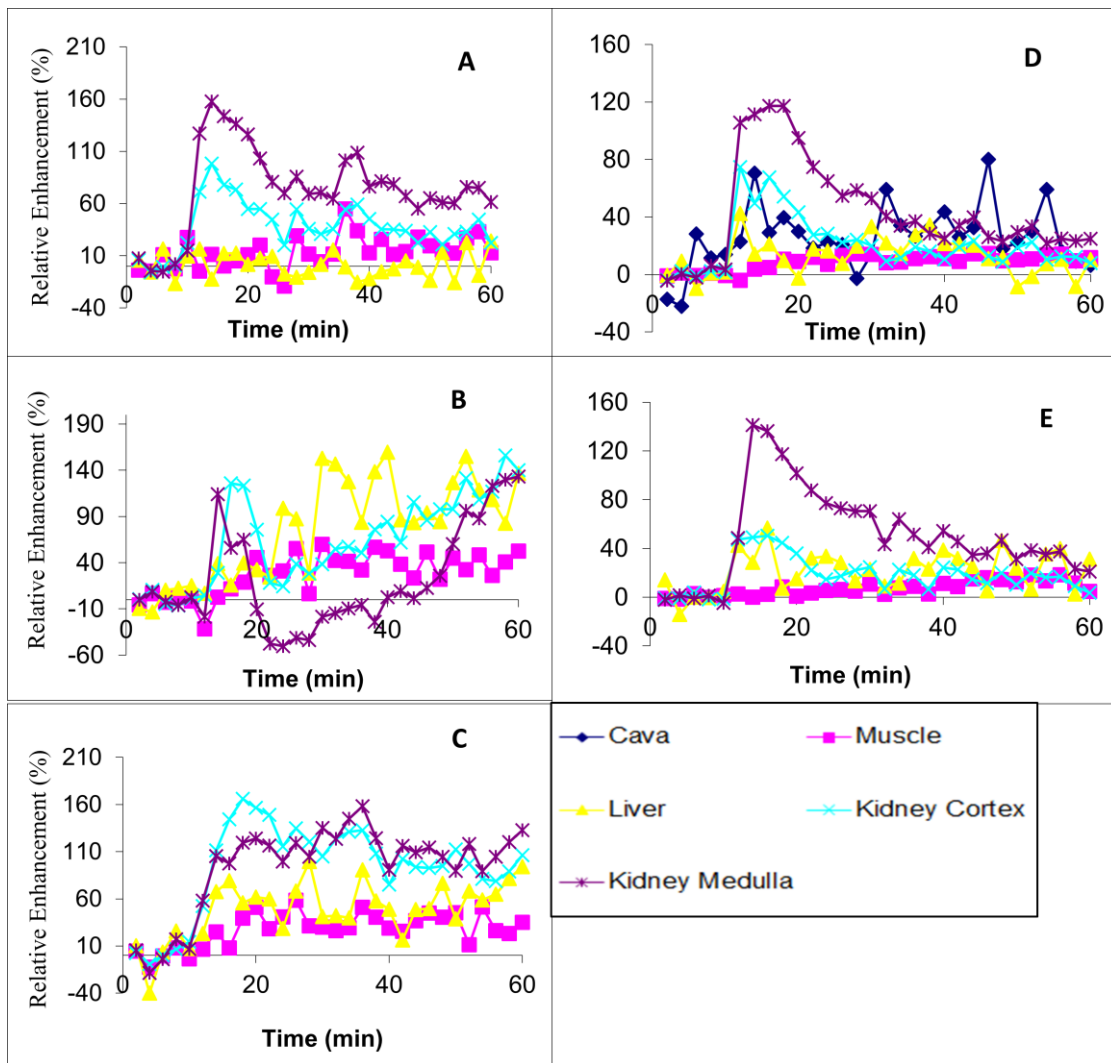 A
Relative Enhancement (%)
210
160
110
60
10
-40
0 20 40 60
Time (min)
D
160
120
80
40
0
-40
0 20 40 60
Time (min)
B
Relative Enhancement (%)
190
140
90
40
-10
-60
0 20 40 60
Time (min)
E
160
120
80
40
0
-40
0 20 40 60
Time (min)
C
Relative Enhancement (%)
210
160
110
60
10
-40
0 20 40 60
Time (min)
Cava Muscle
Liver Kidney Cortex
Kidney Medulla